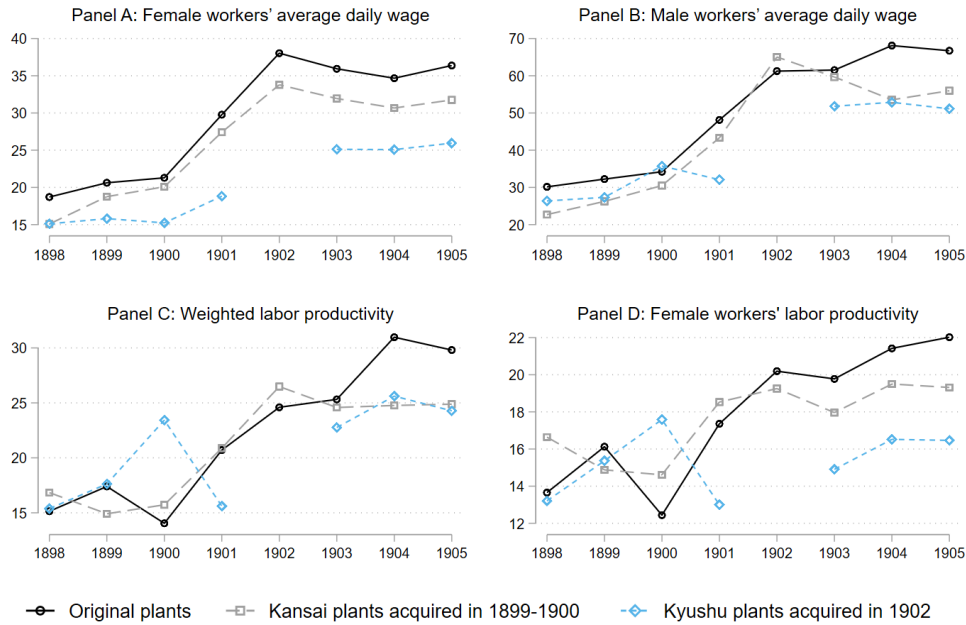 Panel A: Female workers’ average daily wage
40
35
30
25
20
15
1898 1899 1900 1901 1902 1903 1904 1905
Panel B: Male workers’ average daily wage
70
60
50
40
30
20
1898 1899 1900 1901 1902 1903 1904 1905
Panel C: Weighted labor productivity
30
25
20
15
1898 1899 1900 1901 1902 1903 1904 1905
Panel D: Female workers' labor productivity
22
20
18
16
14
12
1898 1899 1900 1901 1902 1903 1904 1905
Original plants Kansai plants acquired in 1899-1900 Kyushu plants acquired in 1902